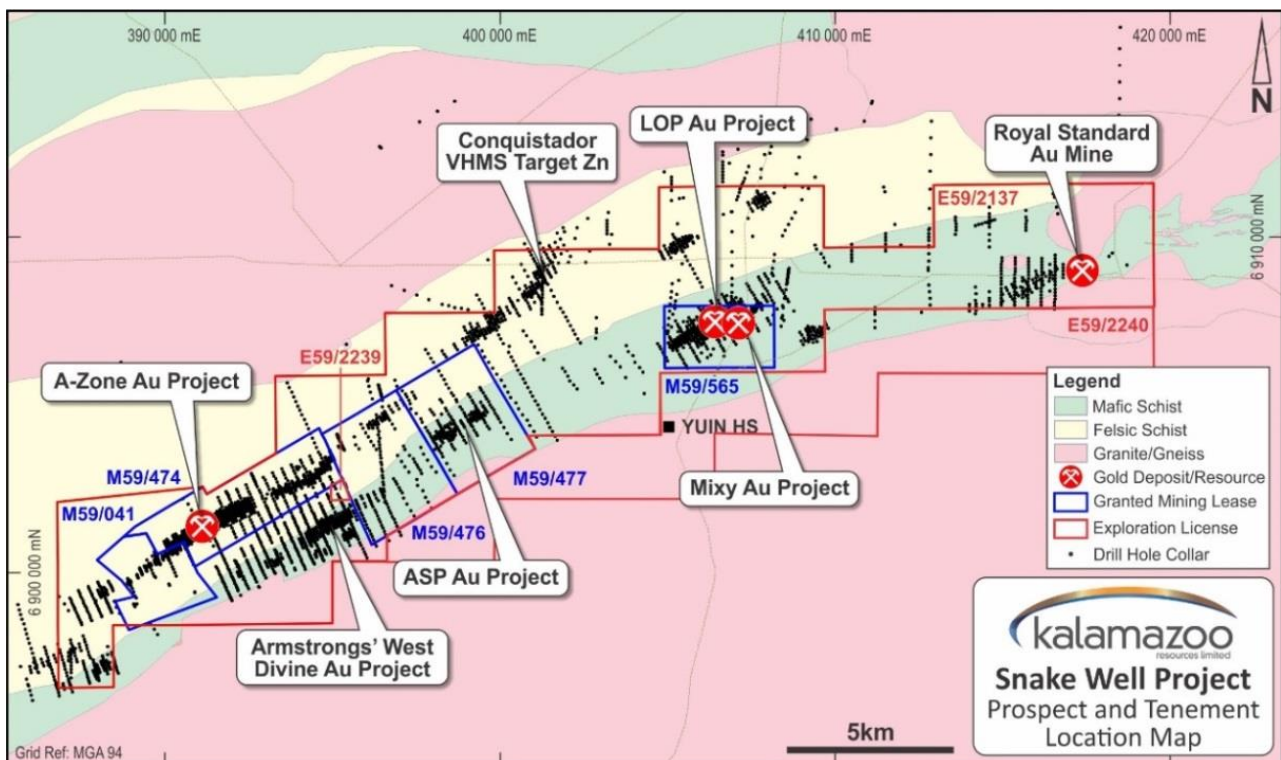 390 000 mE
400 000 mE
410 000 mE
420 000 mE
N
LOP Au Project
Conquistador
VHMS Target Zn
Royal Standard
Au Mine
E59/2137
6 910 000 mN
E59/2239
E59/2240
A-Zone Au Project
M59/565
YUIN HS
M59/474
M59/041
M59/477
Mixy Au Project
M59/476
ASP Au Project
6 900 000 mN
Armstrongs' West
Divine Au Project
Legend
Mafic Schist
Felsic Schist
Granite/Gneiss
Gold Deposit/Resource
Granted Mining Lease
Exploration License
Drill Hole Collar
kalamazoo
resources limited
Snake Well Project
Prospect and Tenement
Location Map
5km
Grid Ref: MGA 94